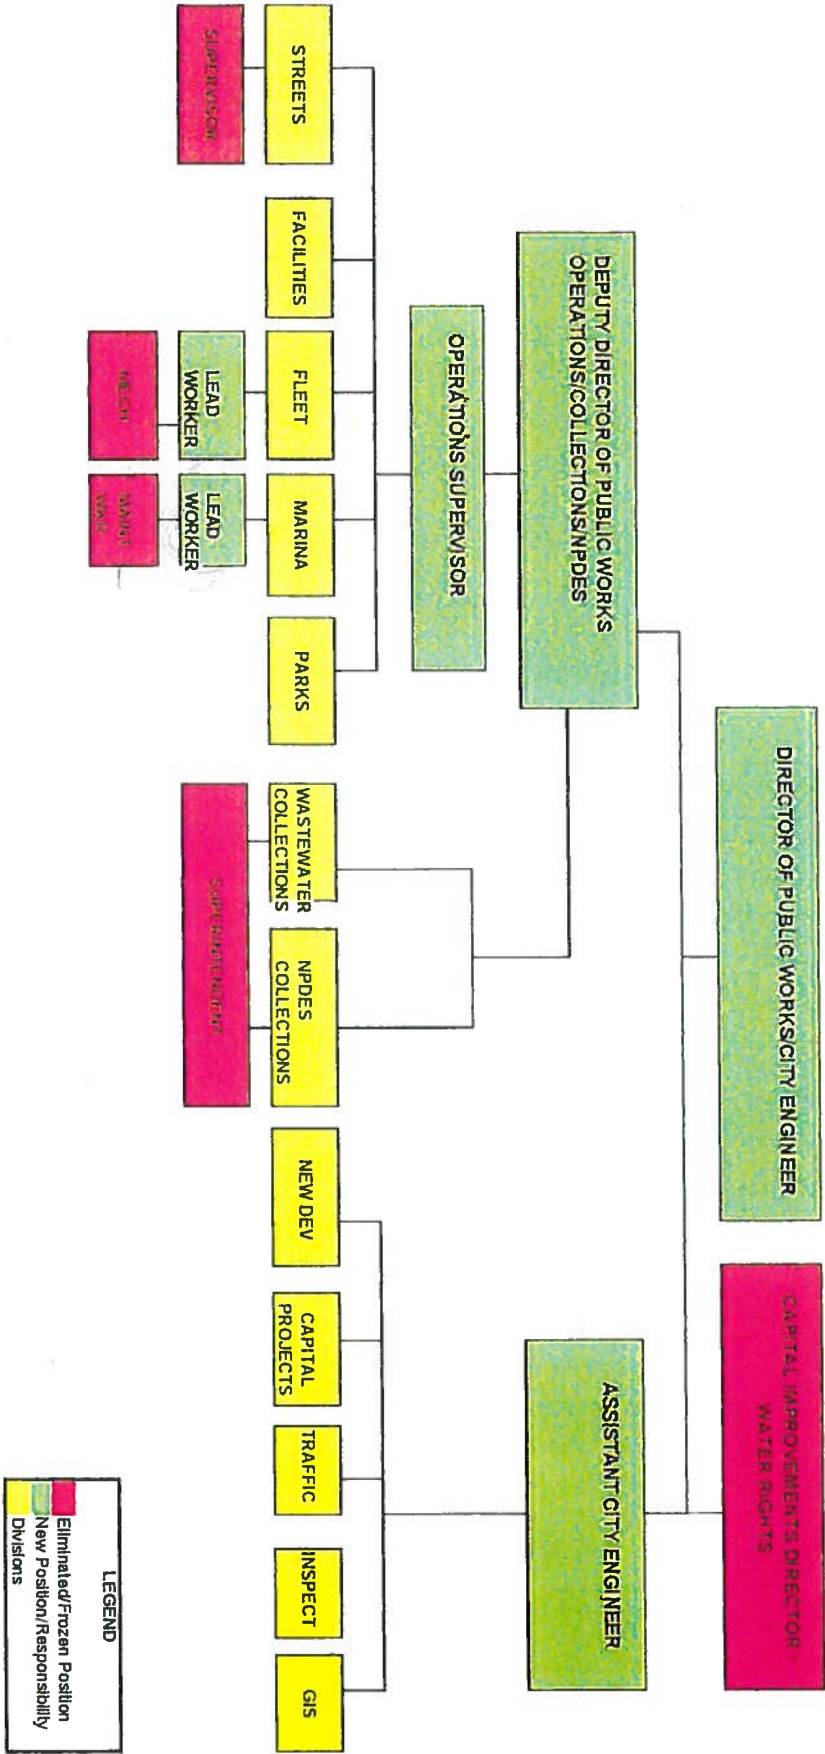 DIRECTOR OF PUBLIC WORKS/CITY ENGINEER
CAPITAL IMPROVEMENTS DIRECTOR
WATER RIGHTS
DEPUTY DIRECTOR OF PUBLIC WORKS
OPERATIONS/COLLECTIONS/NPDES
ASSISTANT CITY ENGINEER
OPERATIONS SUPERVISOR
STREETS
FACILITIES
FLEET
MARINA
PARKS
WASTEWATER
COLLECTIONS
NPDES
COLLECTIONS
NEW DEV
CAPITAL
PROJECTS
TRAFFIC
INSPECT
GIS
SUPERVISOR
LEAD
WORKER
LEAD
WORKER
SUPERINTENDENT
MECH
MAINT
LEGEND
Eliminated/Frozen Position
New Position/Responsibility
Divisions